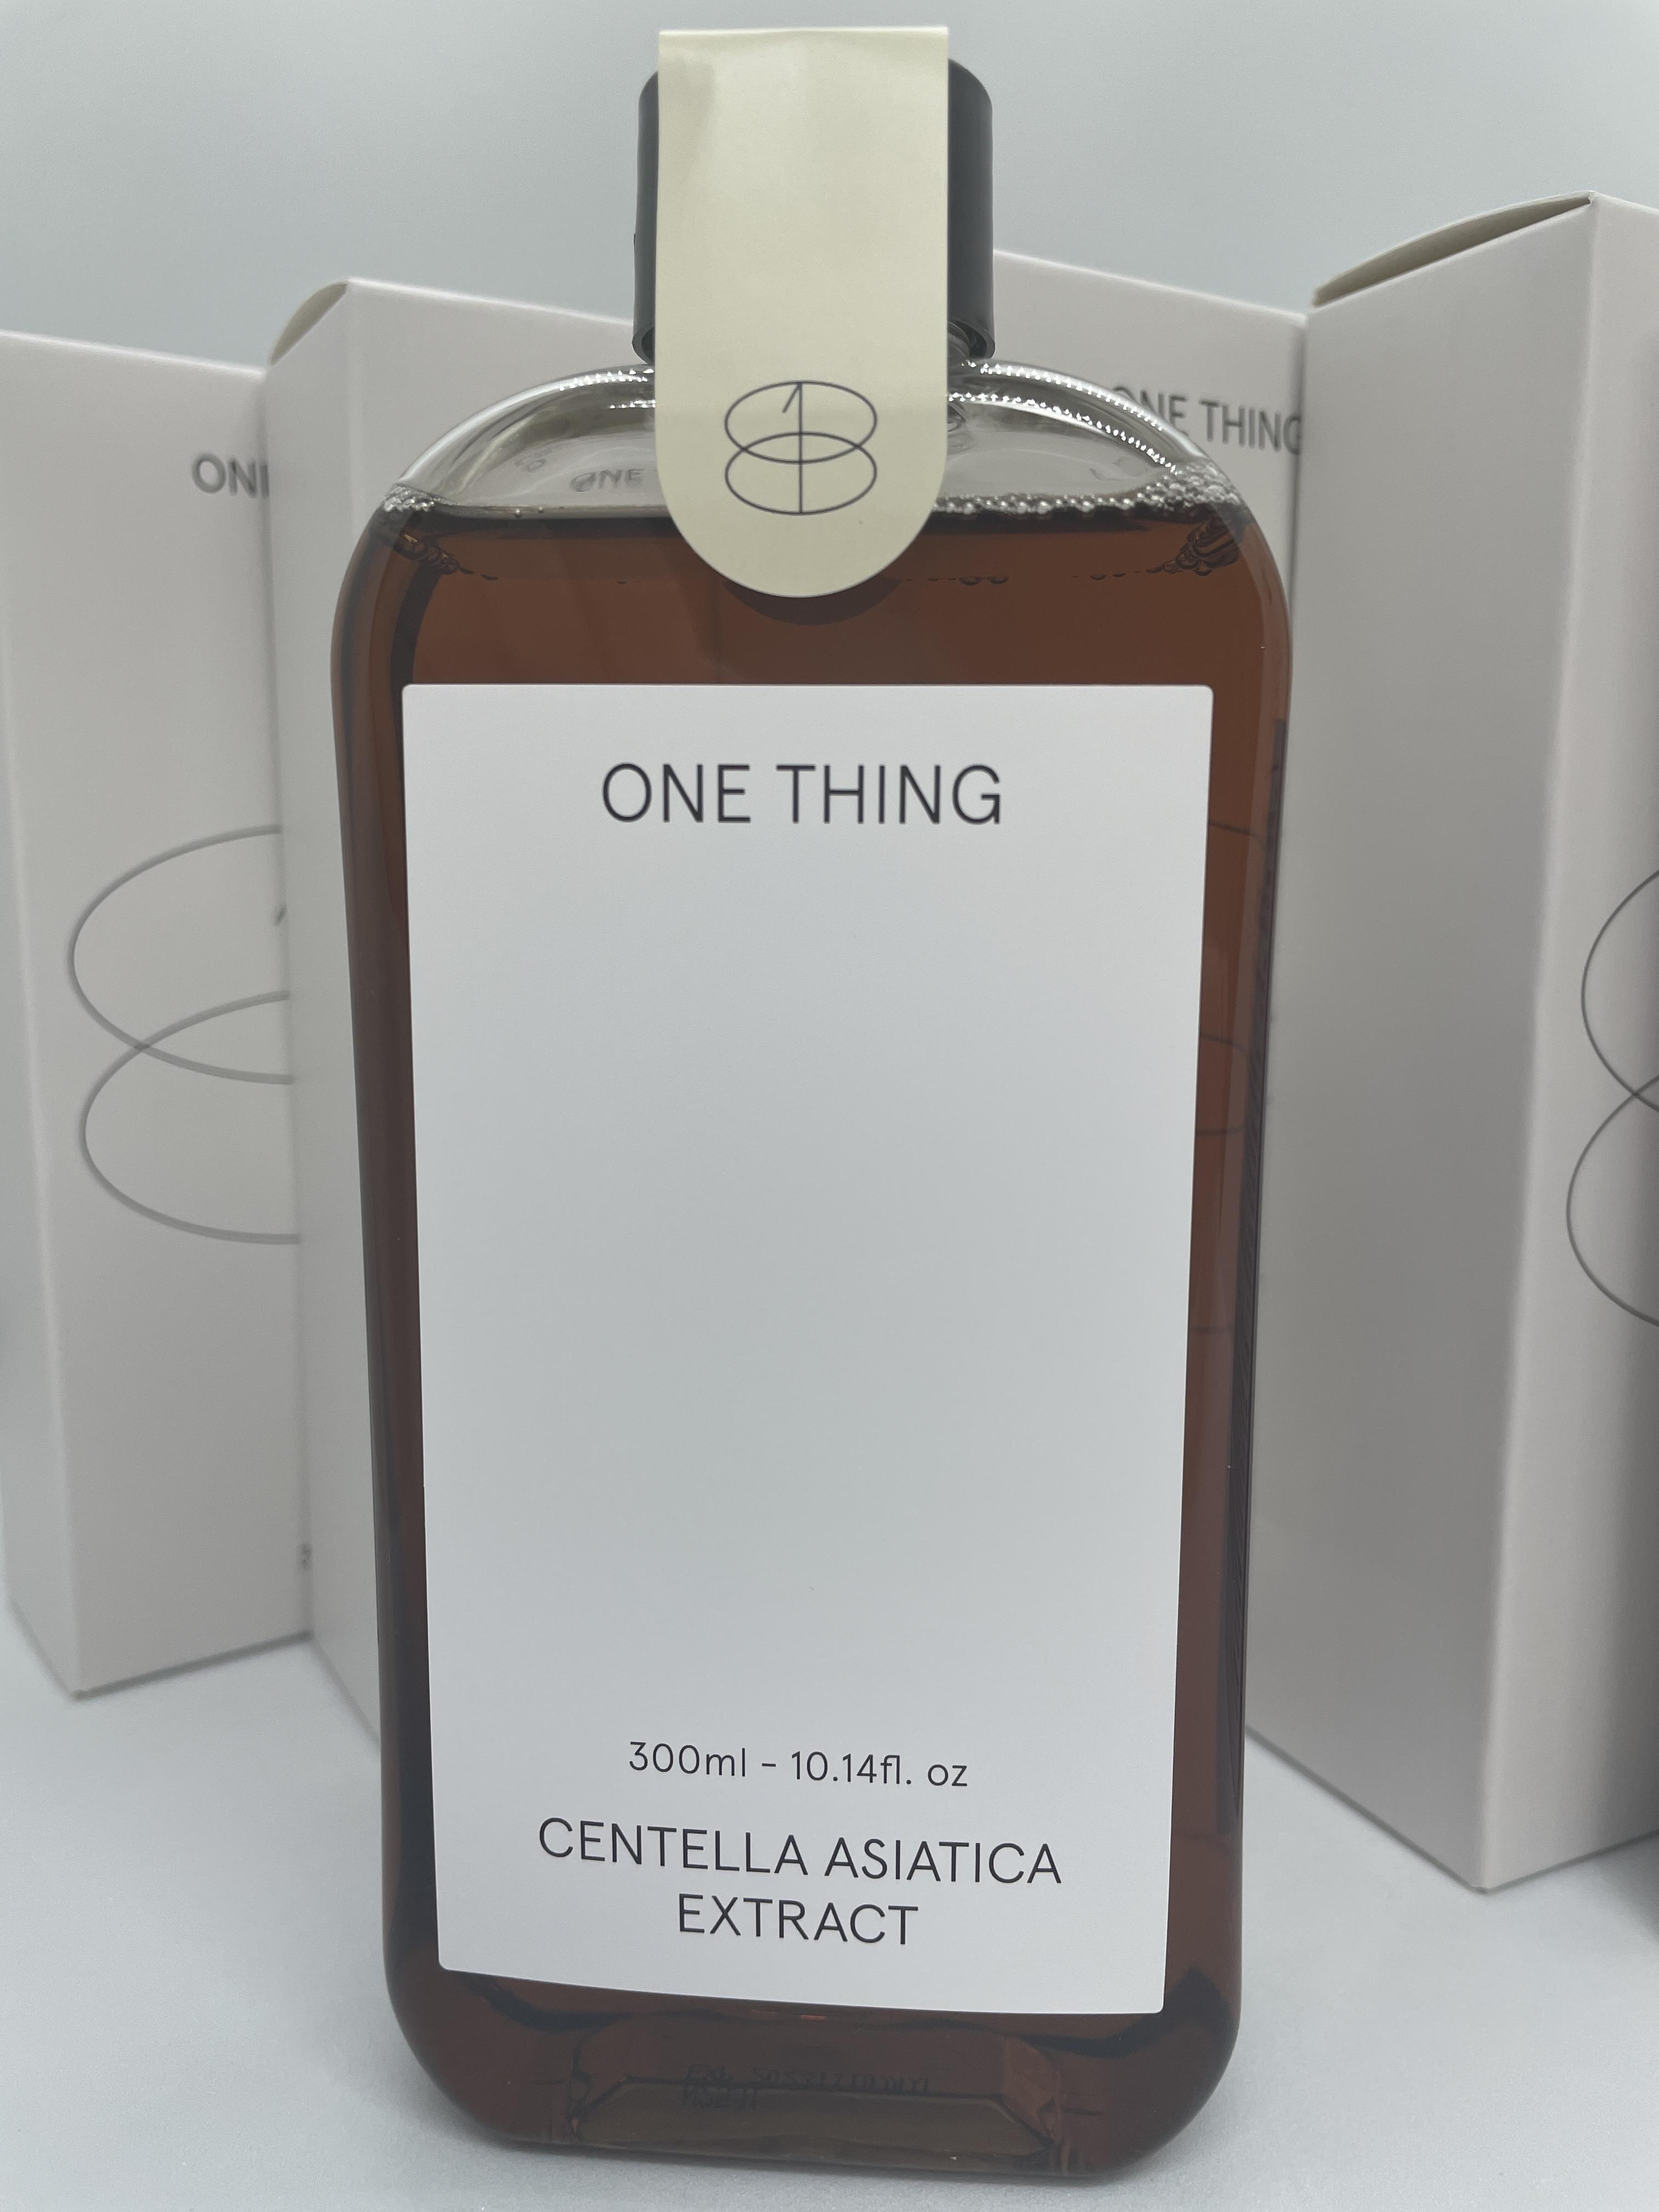 ONE THING
ONE THING
300ml - 10.14fl. oz
CENTELLA ASIATICA
EXTRACT